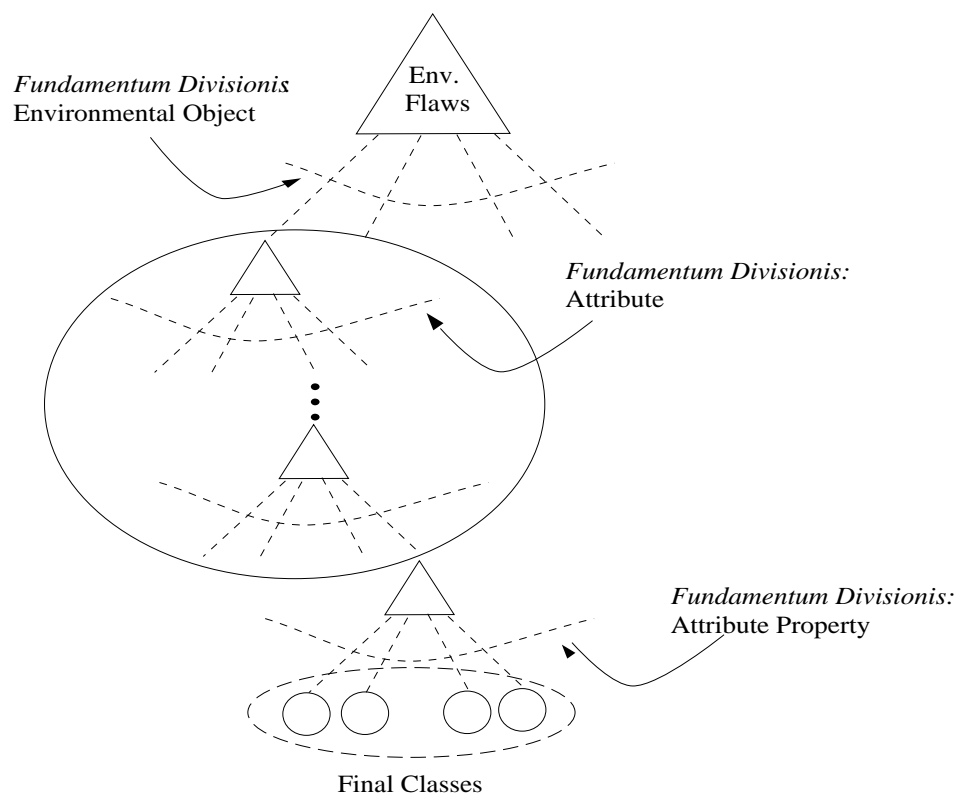 Env.
Flaws
Fundamentum Divisionis:
Environmental Object
Fundamentum Divisionis:
Attribute
Fundamentum Divisionis:
Attribute Property
Final Classes